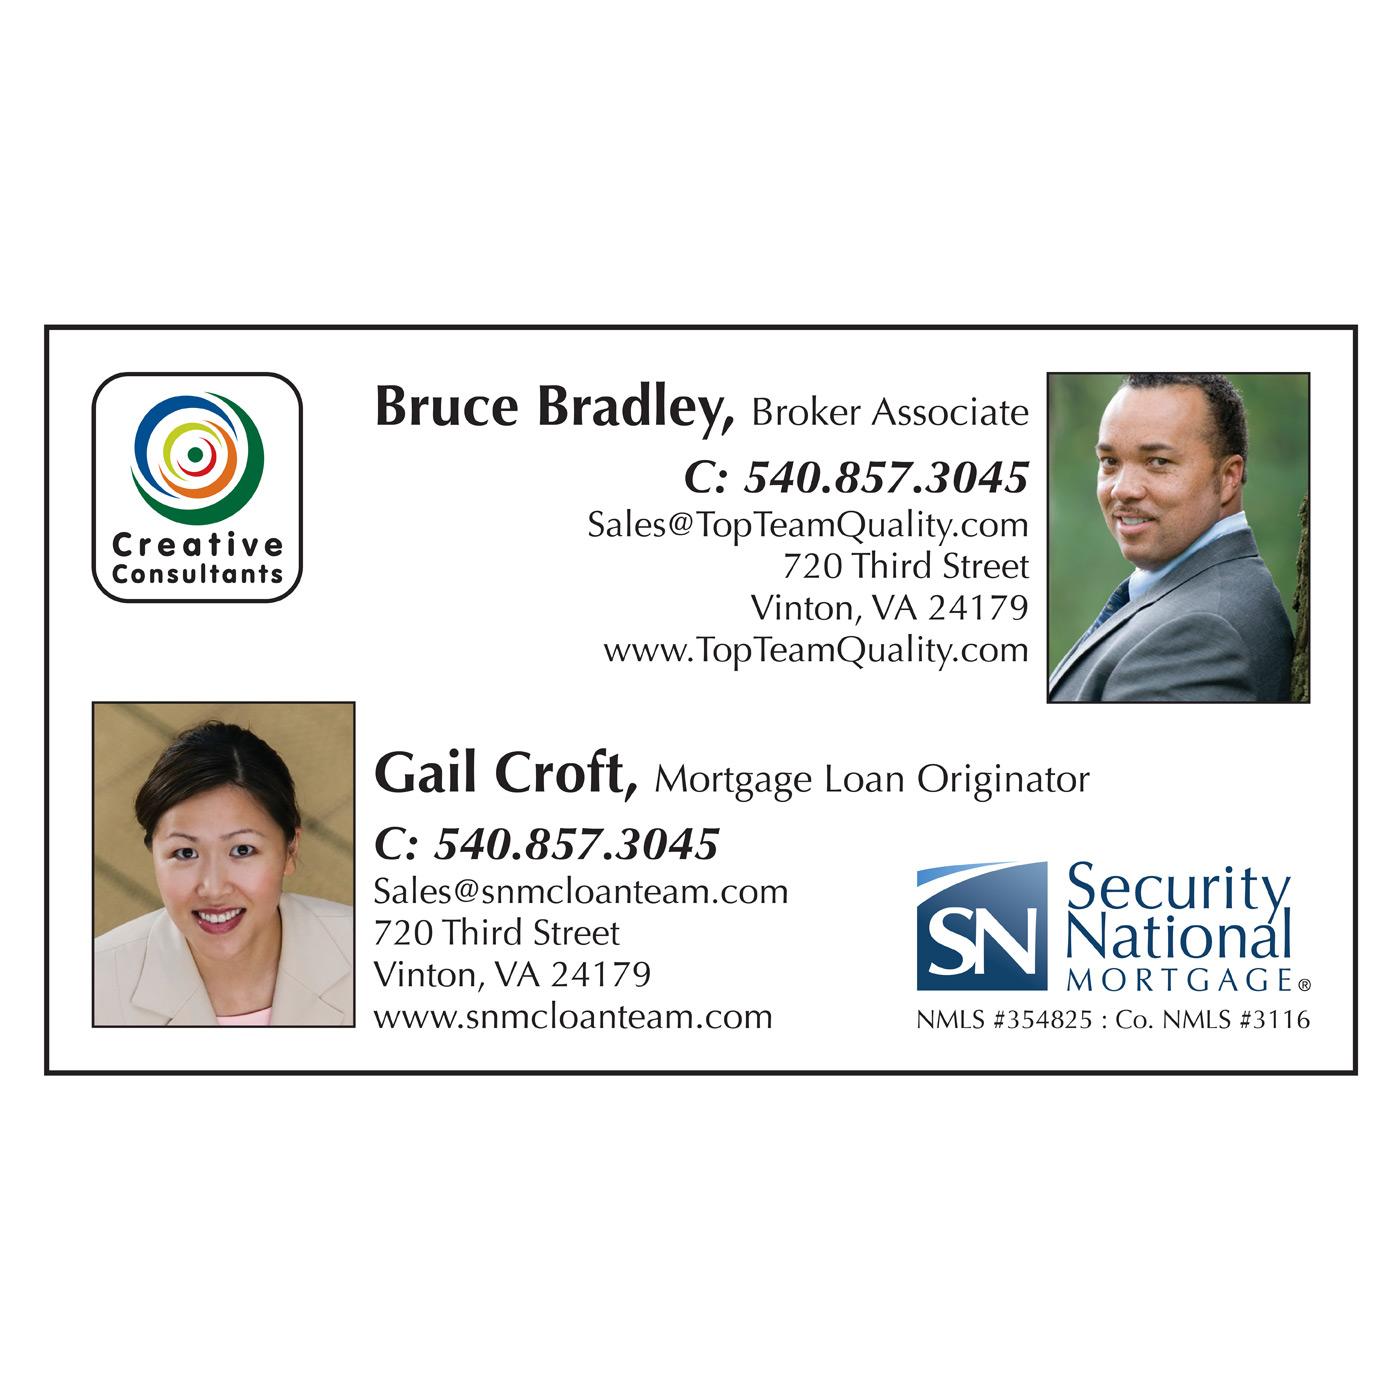 Creative
Consultants
Bruce Bradley, Broker Associate
C: 540.857.3045
Sales@TopTeamQuality.com
720 Third Street
Vinton, VA 24179
www.TopTeamQuality.com
Gail Croft, Mortgage Loan Originator
C: 540.857.3045
Sales@snmcloanteam.com
720 Third Street
Vinton, VA 24179
www.snmcloanteam.com
SN
Security
National
MORTGAGE®
NMLS #354825 : Co. NMLS #3116